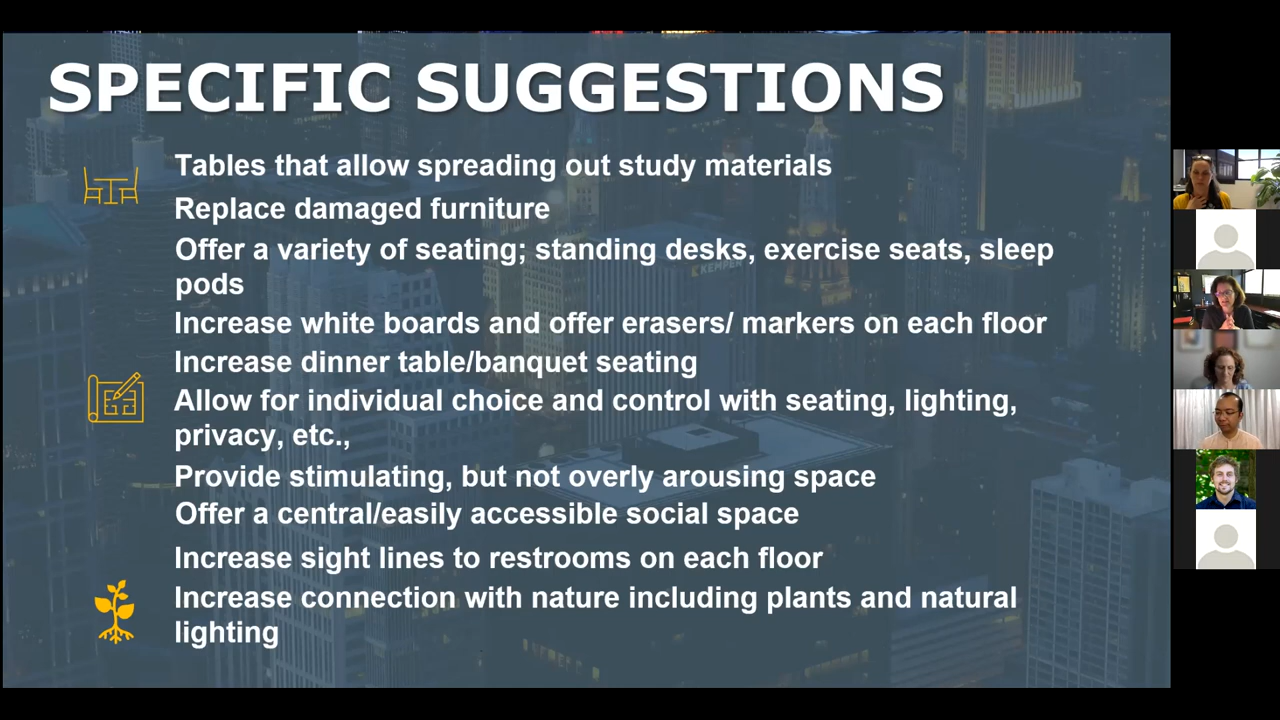 SPECIFIC SUGGESTIONS
Tables that allow spreading out study materials
Replace damaged furniture
Offer a variety of seating; standing desks, exercise seats, sleep
pods
Increase white boards and offer erasers/ markers on each floor
Increase dinner table/banquet seating
Allow for individual choice and control with seating, lighting,
privacy, etc.,
Provide stimulating, but not overly arousing space
Offer a central/easily accessible social space
Increase sight lines to restrooms on each floor
Increase connection with nature including plants and natural
lighting
KEMPER